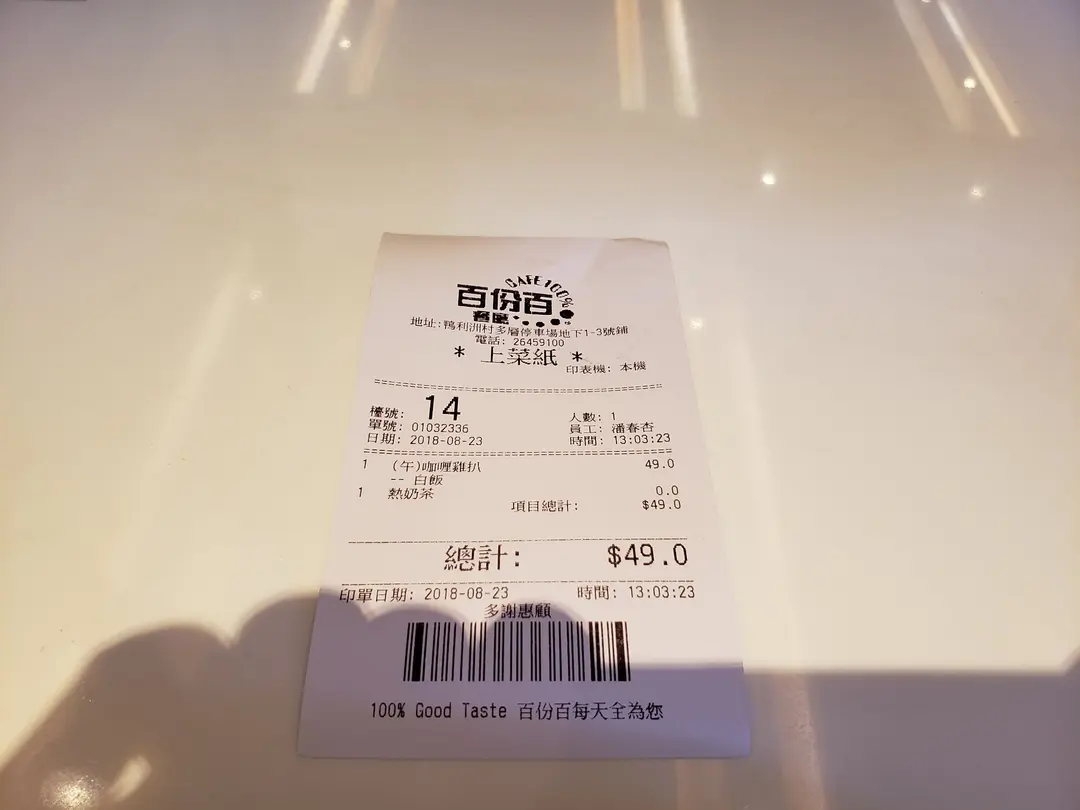 CAFE 100%
百份百
餐廳
地址:鴨利洲村多層停車場地下1-3號鋪
電話: 26459100
* 上菜紙 *
印表機: 本機
檯號: 14 人數: 1
單號: 01032336 員工: 潘春杏
日期: 2018-08-23 時間: 13:03:23
1 (午)咖喱雞扒 49.0
-- 白飯
1 熱奶茶 0.0
項目總計: $49.0
總計: $49.0
印單日期: 2018-08-23 時間: 13:03:23
多謝惠顧
100% Good Taste 百份百每天全為您